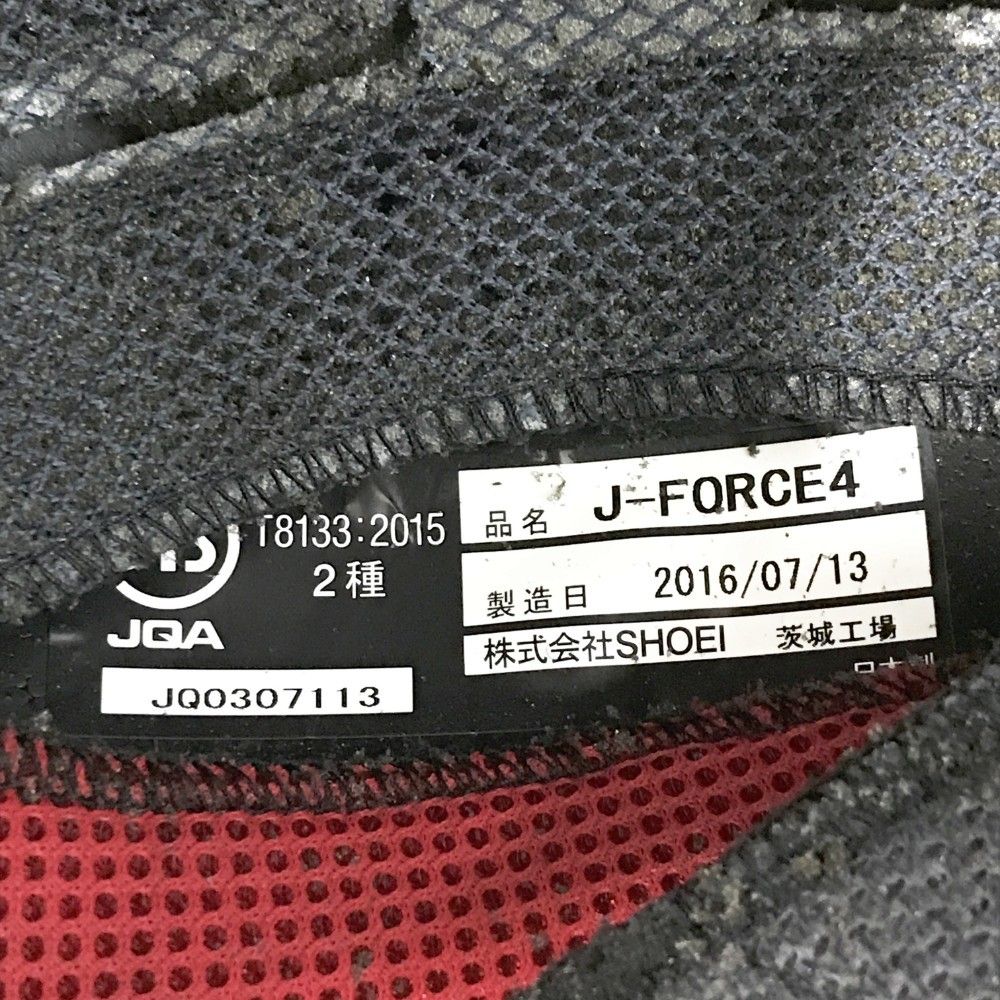 T8133:2015
2種
JQA
JQ0307113
品名 J-FORCE4
製造日 2016/07/13
株式会社SHOEI 茨城工場